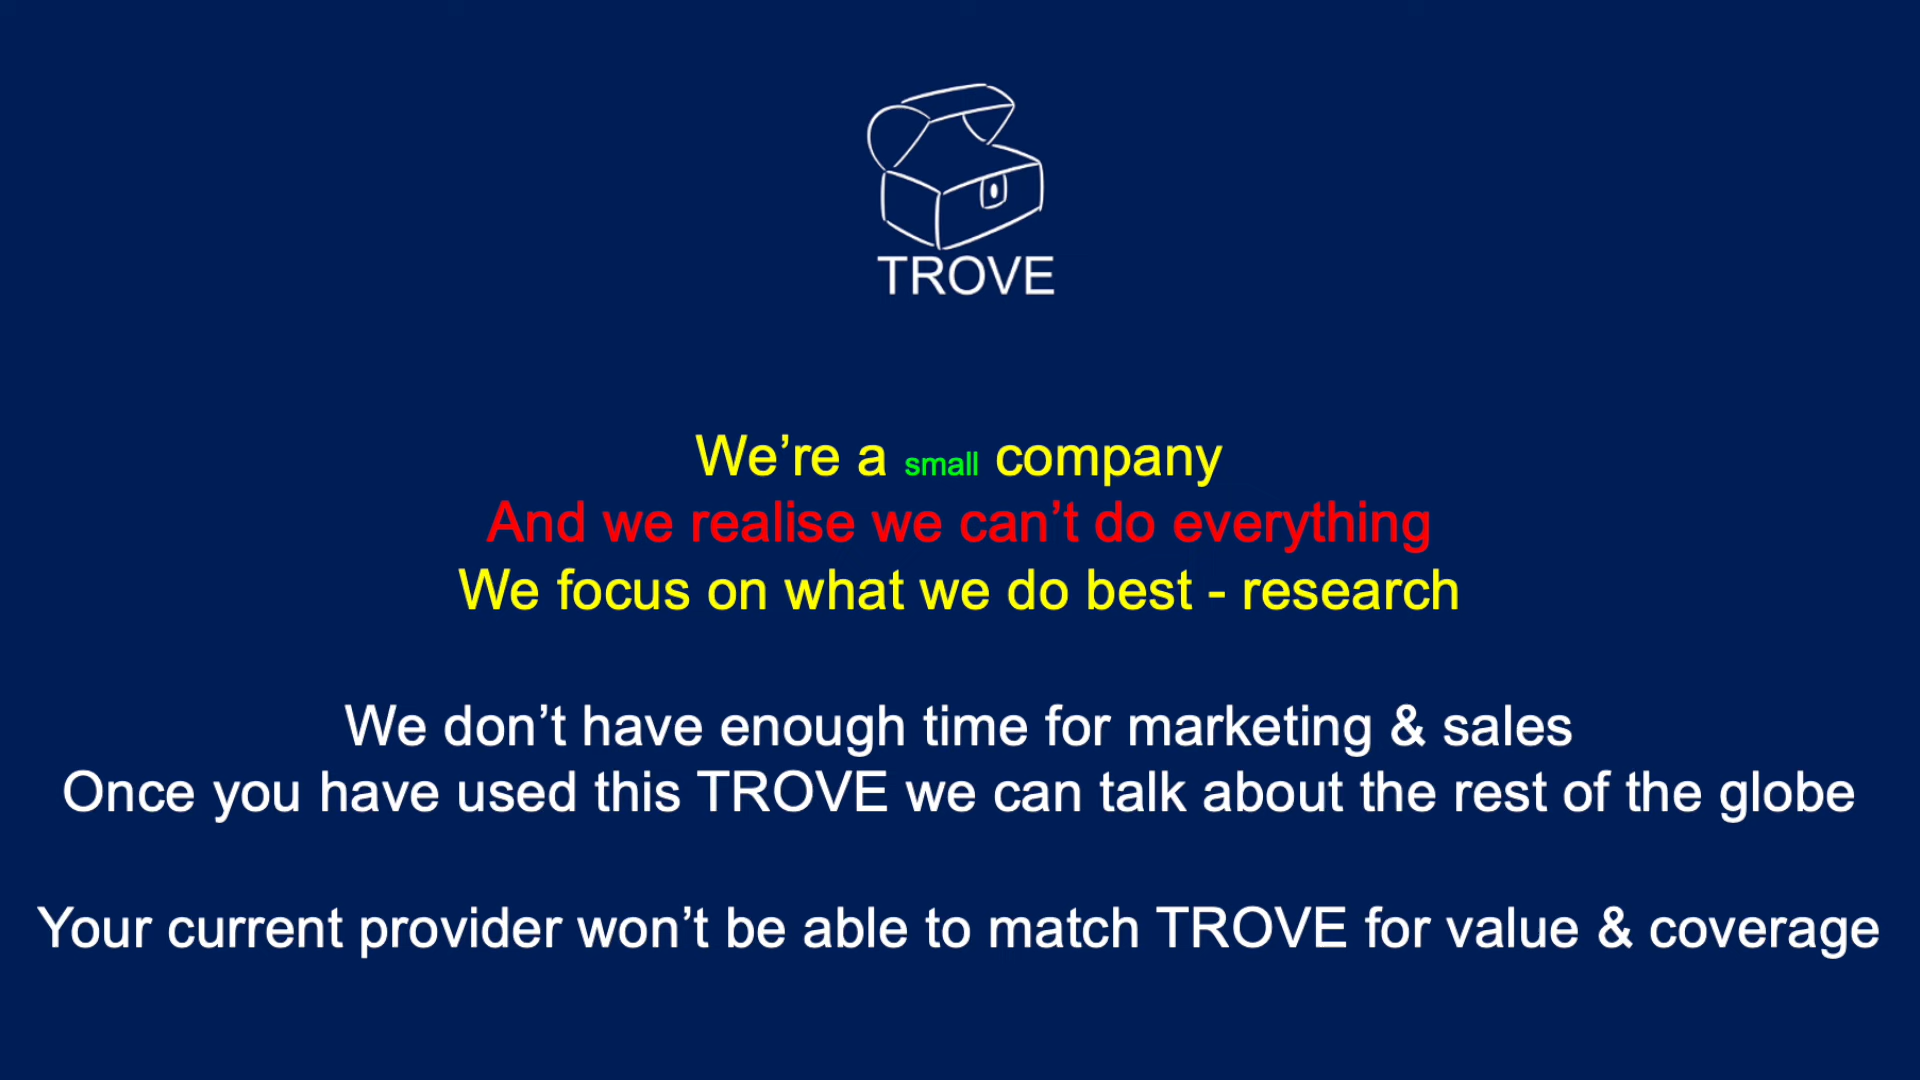 TROVE
We’re a small company
And we realise we can’t do everything
We focus on what we do best - research
We don’t have enough time for marketing & sales
Once you have used this TROVE we can talk about the rest of the globe
Your current provider won’t be able to match TROVE for value & coverage